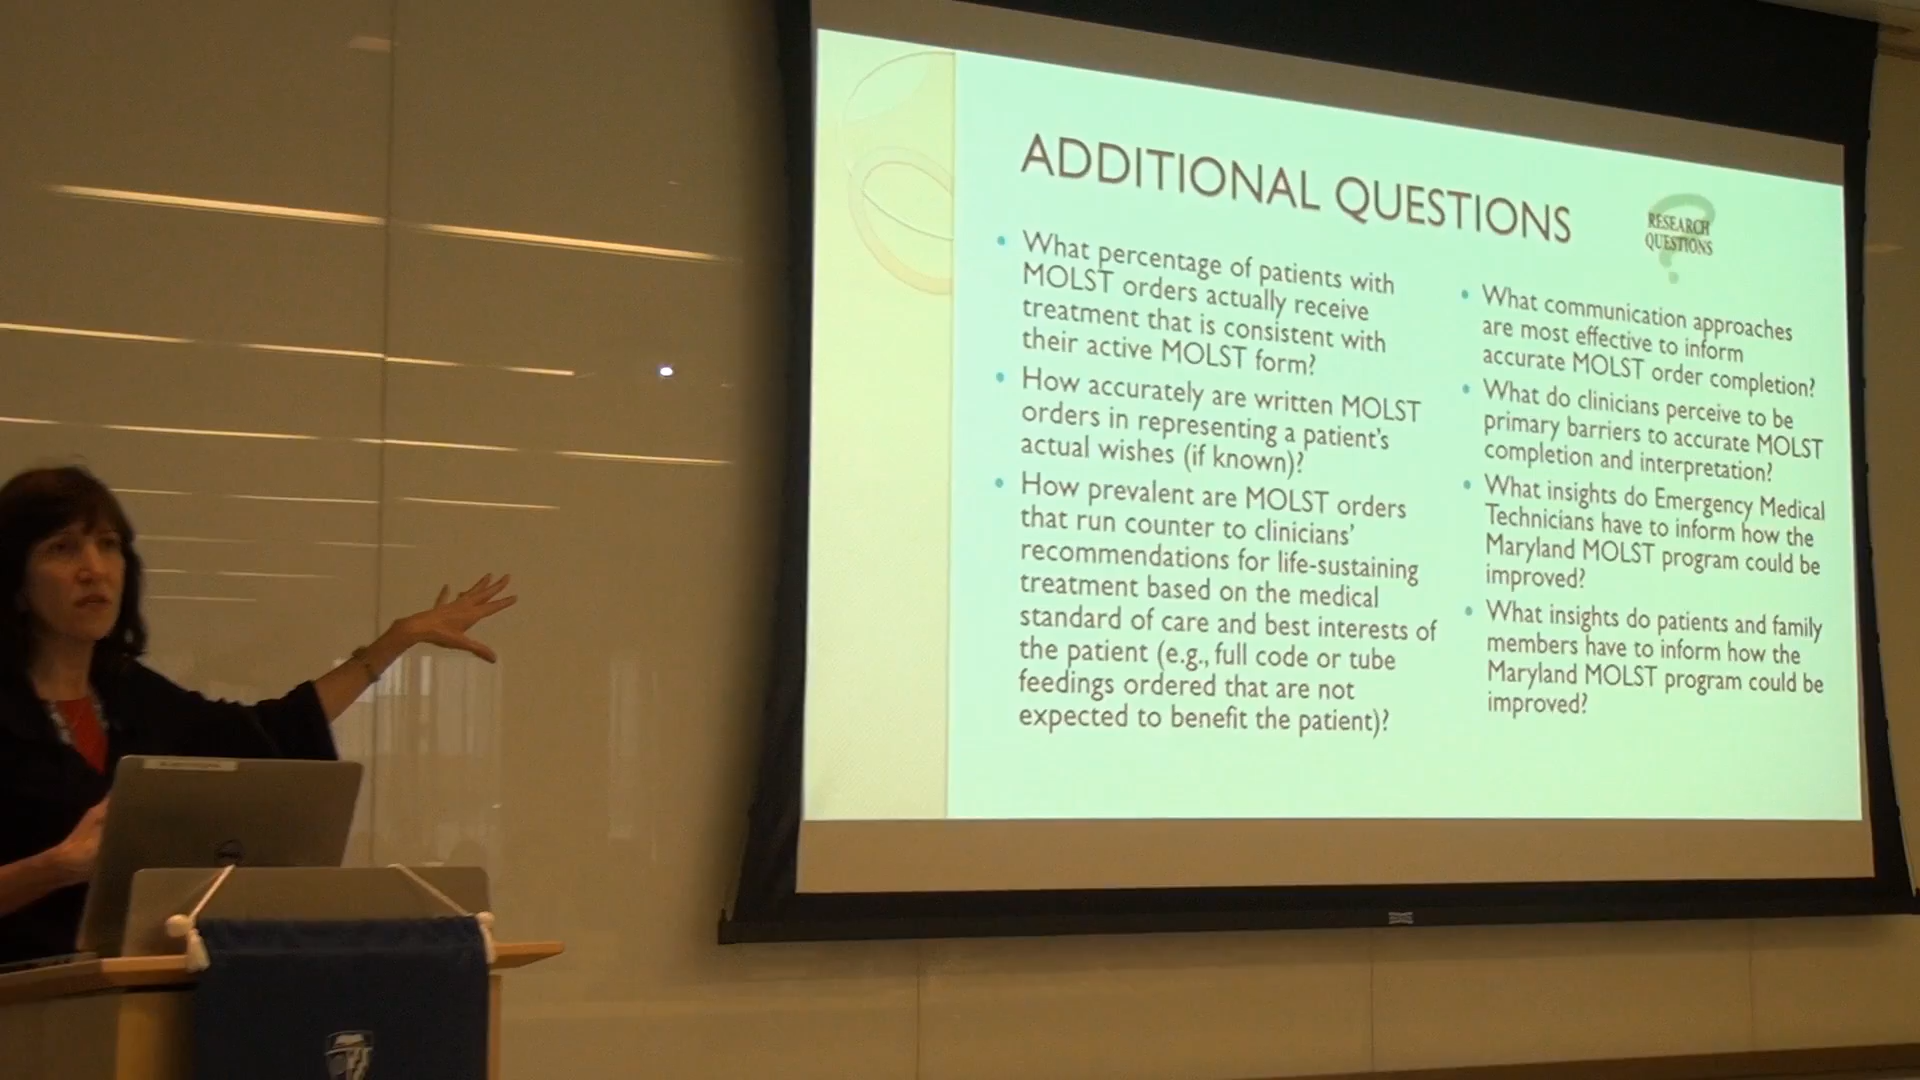 ADDITIONAL QUESTIONS
RESEARCH
QUESTIONS
What percentage of patients with
MOLST orders actually receive
treatment that is consistent with
their active MOLST form?
How accurately are written MOLST
orders in representing a patient's
actual wishes (if known)?
How prevalent are MOLST orders
that run counter to clinicians'
recommendations for life-sustaining
treatment based on the medical
standard of care and best interests of
the patient (e.g., full code or tube
feedings ordered that are not
expected to benefit the patient)?
What communication approaches
are most effective to inform
accurate MOLST order completion?
What do clinicians perceive to be
primary barriers to accurate MOLST
completion and interpretation?
What insights do Emergency Medical
Technicians have to inform how the
Maryland MOLST program could be
improved?
What insights do patients and family
members have to inform how the
Maryland MOLST program could be
improved?
DELL